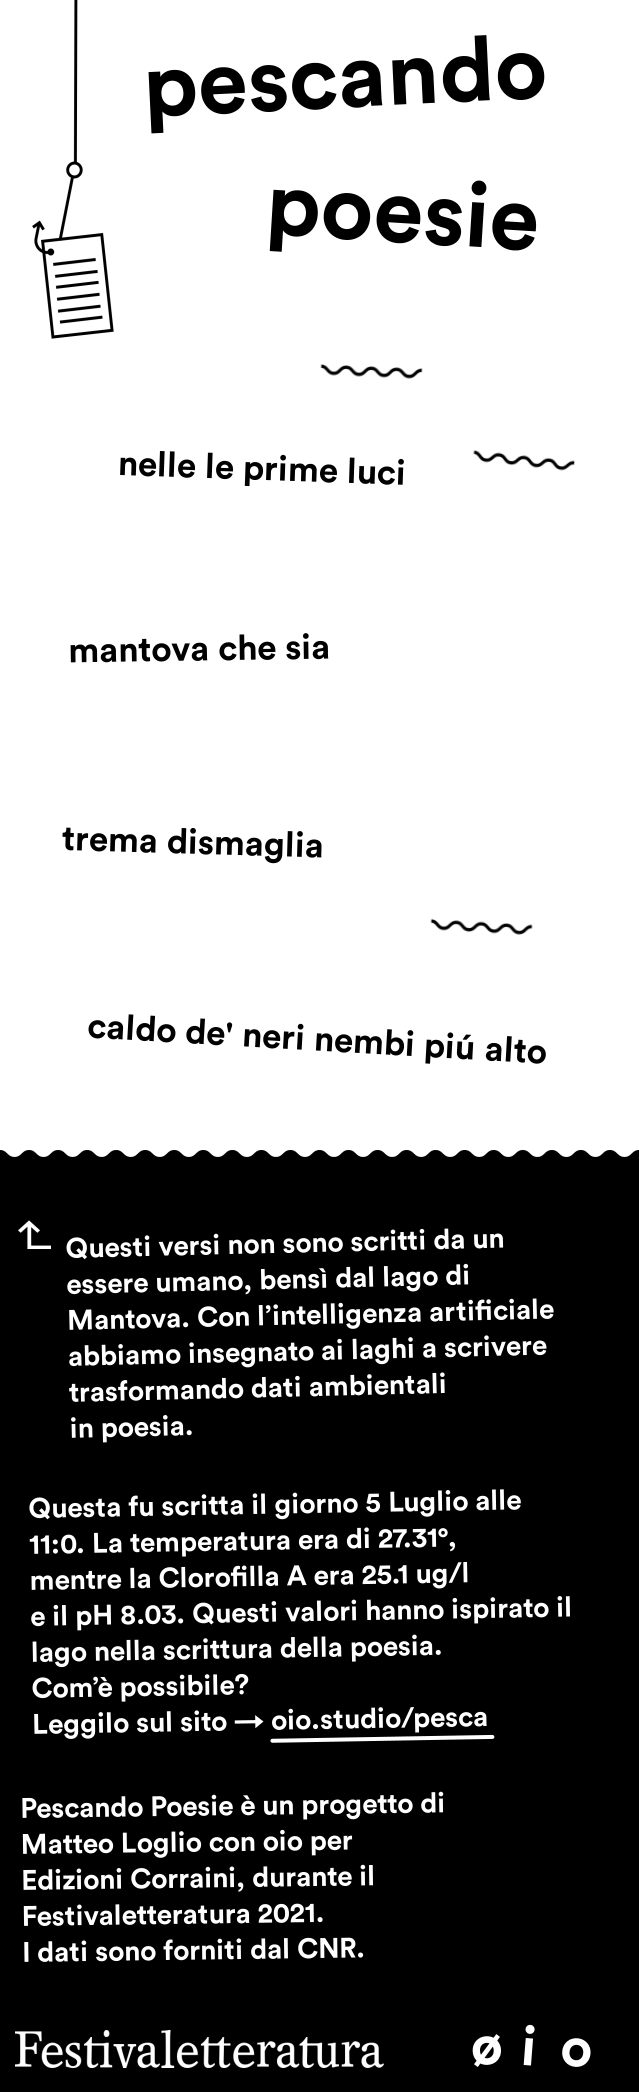 pescando
poesie
nelle le prime luci
mantova che sia
trema dismaglia
caldo de' neri nembi piú alto
Questi versi non sono scritti da un
essere umano, bensì dal lago di
Mantova. Con l’intelligenza artificiale
abbiamo insegnato ai laghi a scrivere
trasformando dati ambientali
in poesia.
Questa fu scritta il giorno 5 Luglio alle
11:0. La temperatura era di 27.31°,
mentre la Clorofilla A era 25.1 ug/l
e il pH 8.03. Questi valori hanno ispirato il
lago nella scrittura della poesia.
Com’è possibile?
Leggilo sul sito → oio.studio/pesca
Pescando Poesie è un progetto di
Matteo Loglio con oio per
Edizioni Corraini, durante il
Festivaletteratura 2021.
I dati sono forniti dal CNR.
Festivaletteratura ø i o